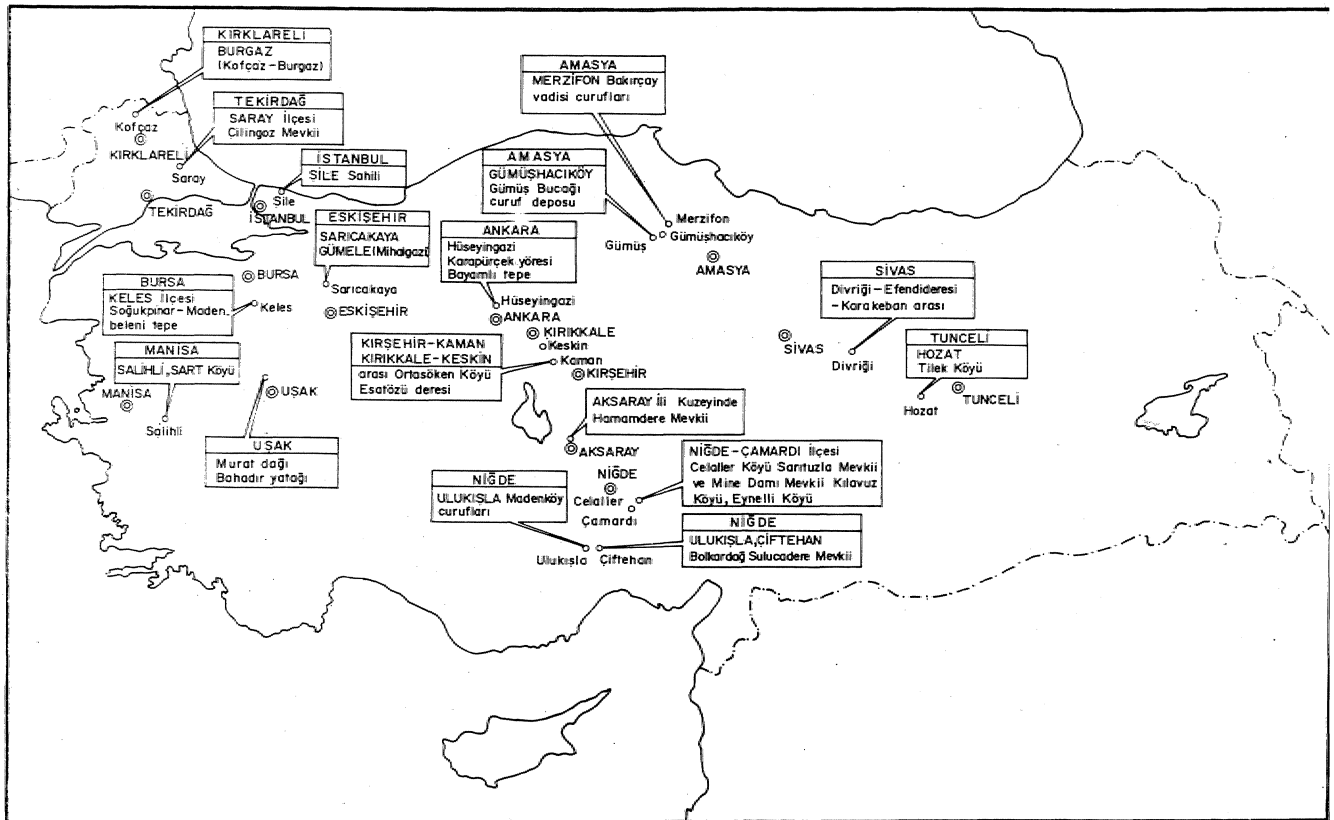 KIRKLARELİ
BURGAZ
(Kofçaz-Burgaz)
Kofçaz
KIRKLARELİ
TEKİRDAĞ
SARAY İlçesi
Çilingoz Mevkii
Saray
TEKİRDAĞ
İSTANBUL
ŞİLE Sahili
Şile
İSTANBUL
AMASYA
MERZİFON Bakırçay
vadisi curufları
AMASYA
GÜMÜŞHACIKÖY
Gümüş Bucağı
curuf deposu
Merzifon
Gümüş
Gümüşhacıköy
AMASYA
ESKİŞEHİR
SARICAKAYA
GÜMELE(Mihalgazi)
Sarıcakaya
ESKİŞEHİR
ANKARA
Hüseyingazi
Karapürçek yöresi
Bayamlı tepe
Hüseyingazi
ANKARA
BURSA
BURSA
KELES İlçesi
Soğukpınar-Maden
beleni tepe
Keles
KIRIKKALE
Keskin
Kaman
KIRŞEHİR
KIRŞEHİR-KAMAN
KIRIKKALE-KESKİN
arası Ortasöken Köyü
Esatözü deresi
SİVAS
Divriği-Efendideresi
-Karakeban arası
SİVAS
Divriği
TUNCELİ
HOZAT
Tilek Köyü
Hozat
TUNCELİ
MANİSA
SALİHLİ, SART Köyü
MANİSA
Salihli
UŞAK
UŞAK
Murat dağı
Bahadır yatağı
AKSARAY İli Kuzeyinde
Hamamdere Mevkii
AKSARAY
NİĞDE
ULUKIŞLA Madenköy
curufları
NİĞDE
Celaller
Çamardı
NİĞDE-ÇAMARDI İlçesi
Celaller Köyü Sarıtuzla Mevkii
ve Mine Damı Mevkii Kılavuz
Köyü, Eynelli Köyü
Ulukışla
Çiftehan
NİĞDE
ULUKIŞLA,ÇİFTEHAN
Bolkardağ Sulucadere Mevkii